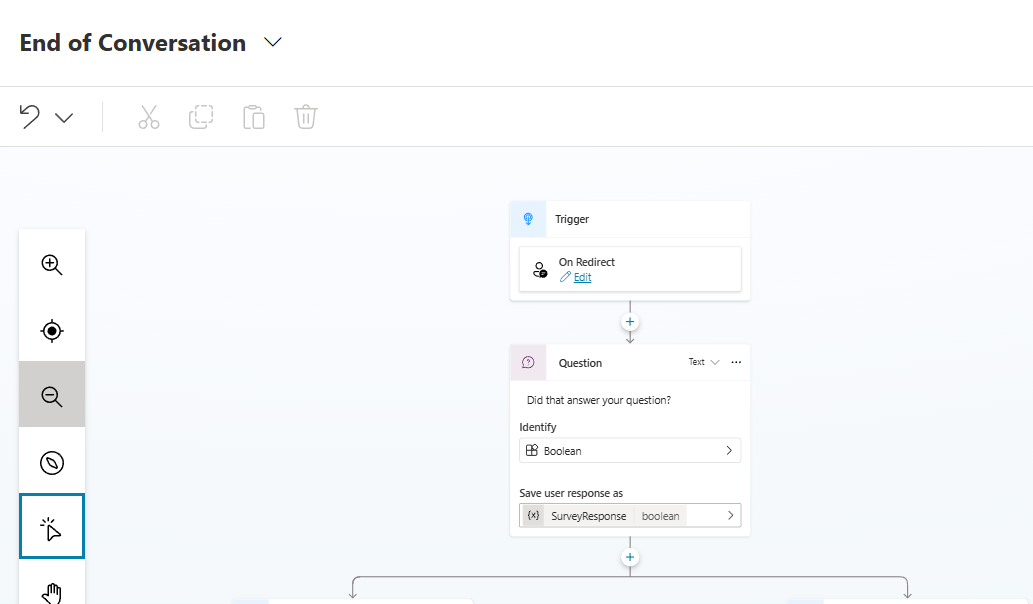 End of Conversation
Trigger
On Redirect
Edit
Question
Text
Did that answer your question?
Identify
Boolean
Save user response as
{x} SurveyResponse boolean